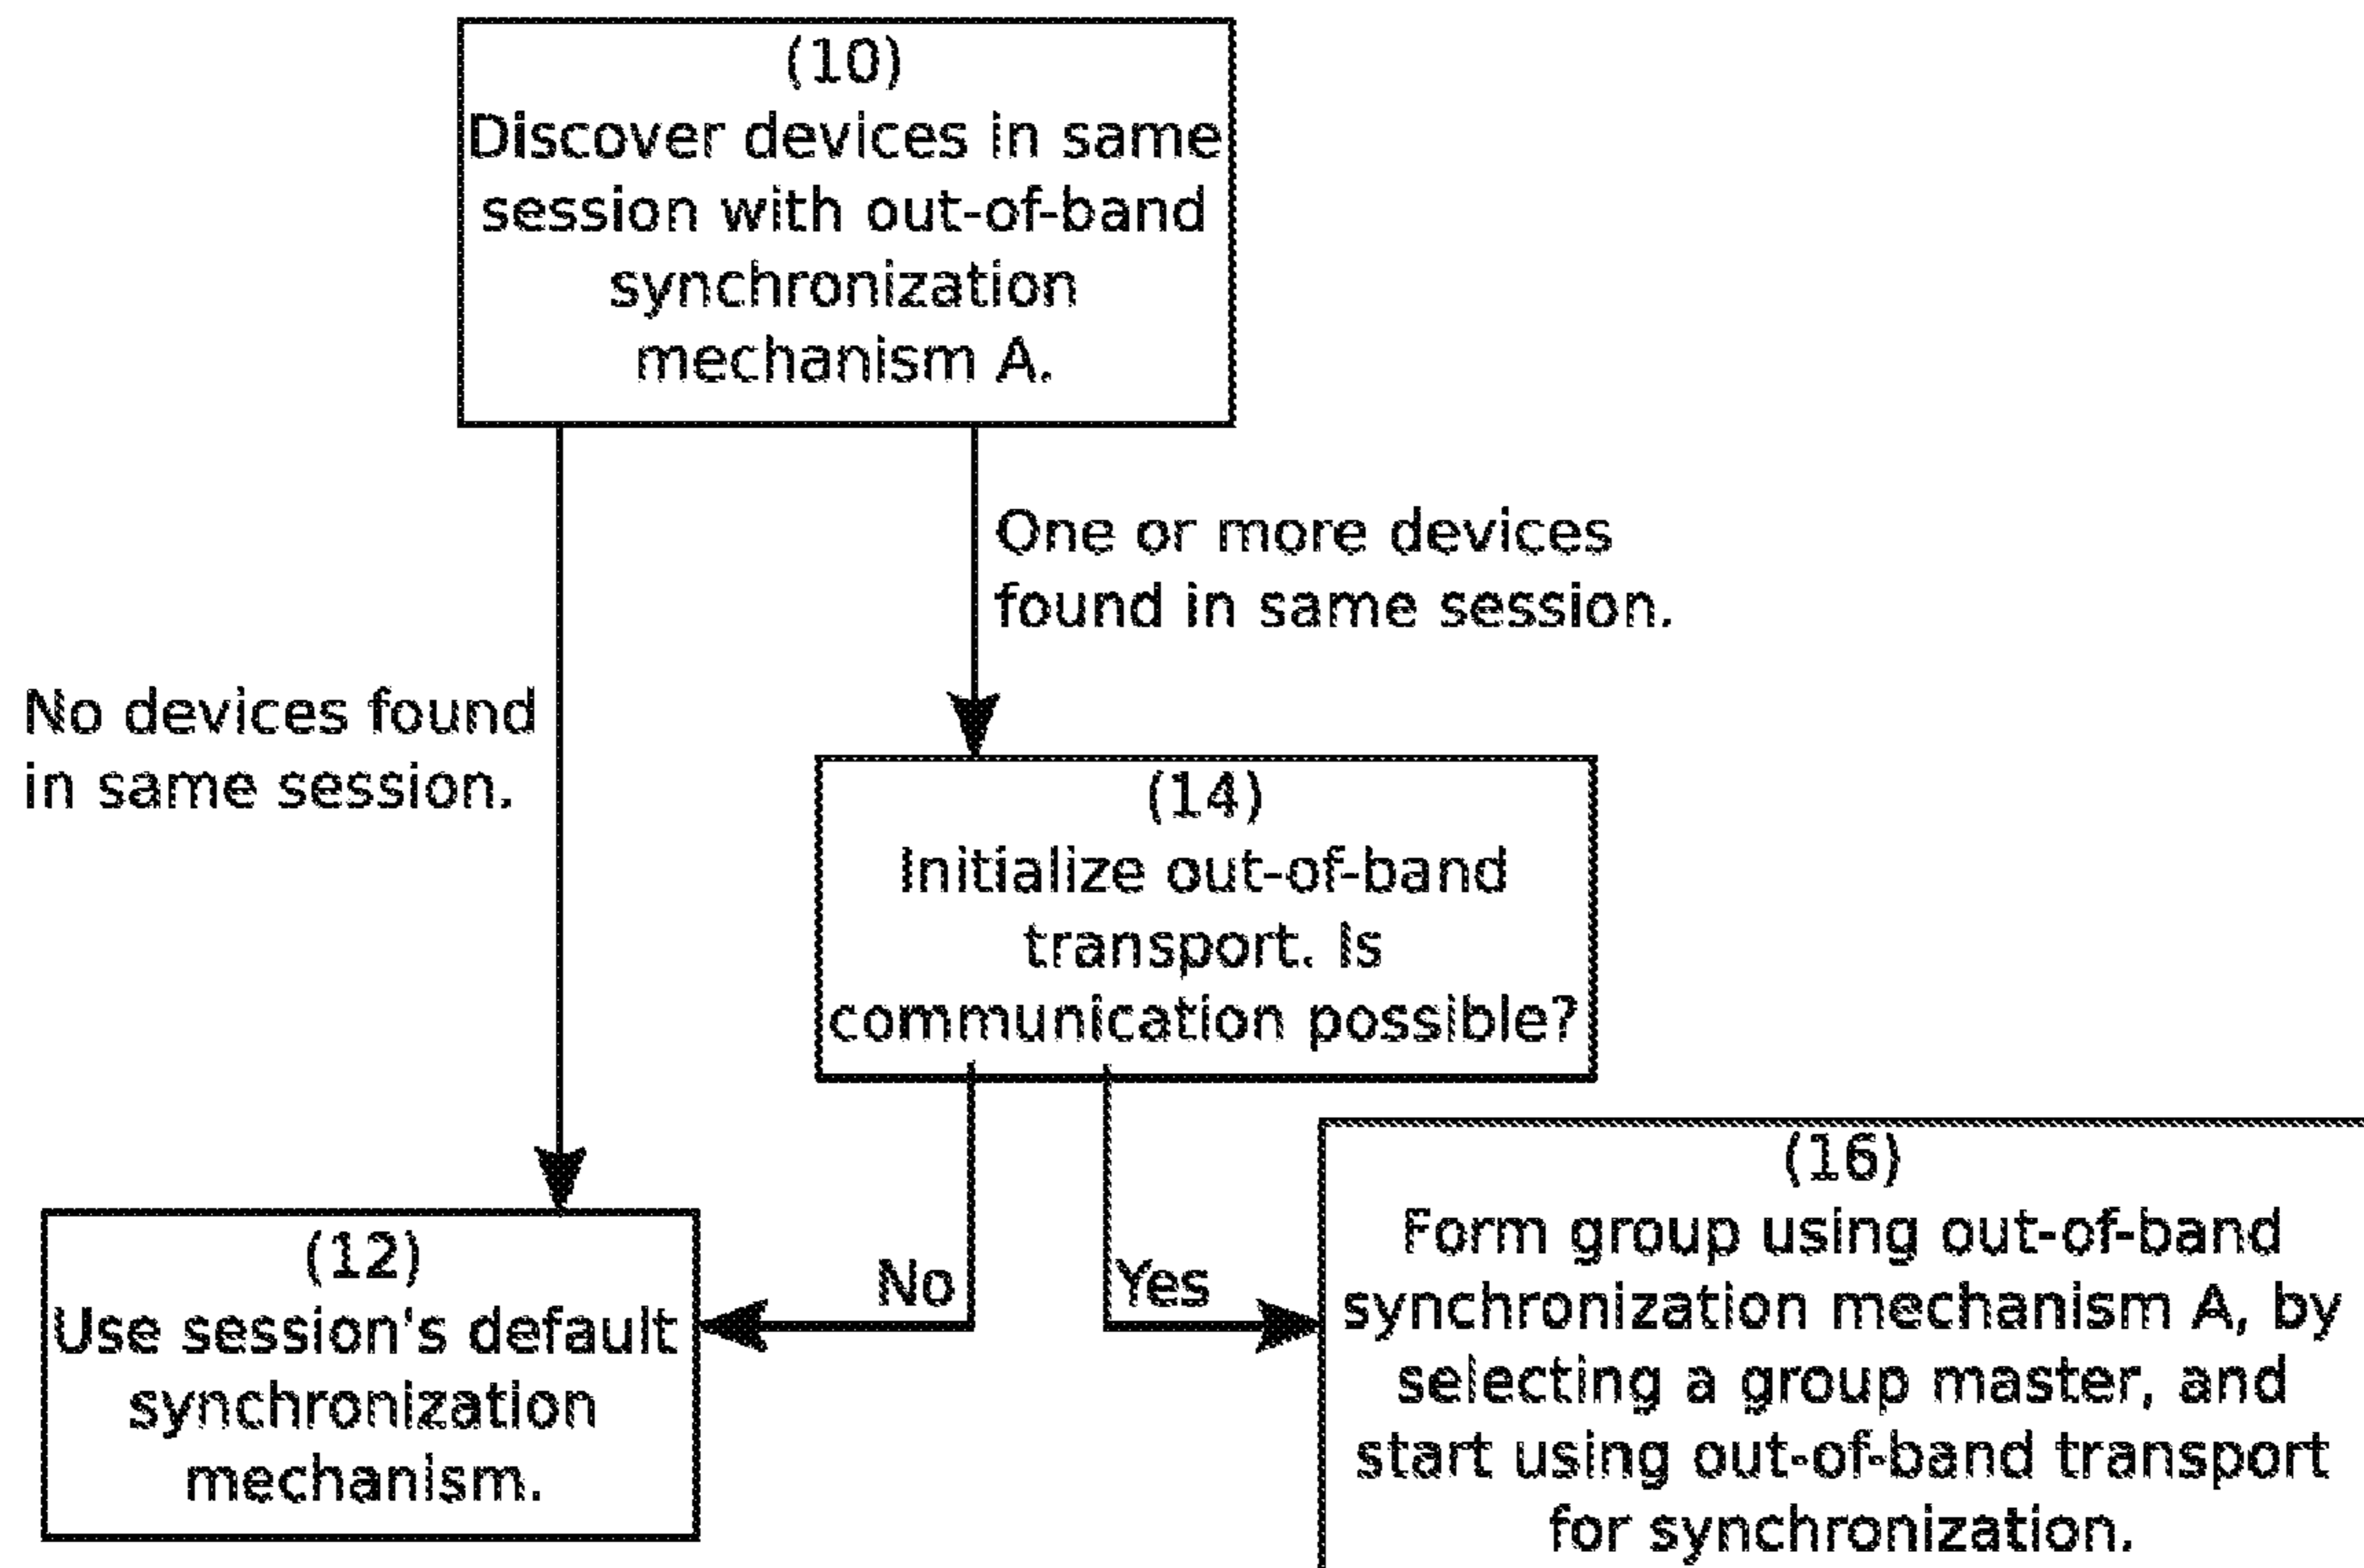 (10)
Discover devices in same
session with out-of-band
synchronization
mechanism A.
One or more devices
found in same session.
No devices found
in same session.
(14)
Initialize out-of-band
transport. Is
communication possible?
No
Yes
(12)
Use session's default
synchronization
mechanism.
(16)
Form group using out-of-band
synchronization mechanism A, by
selecting a group master, and
start using out-of-band transport
for synchronization.